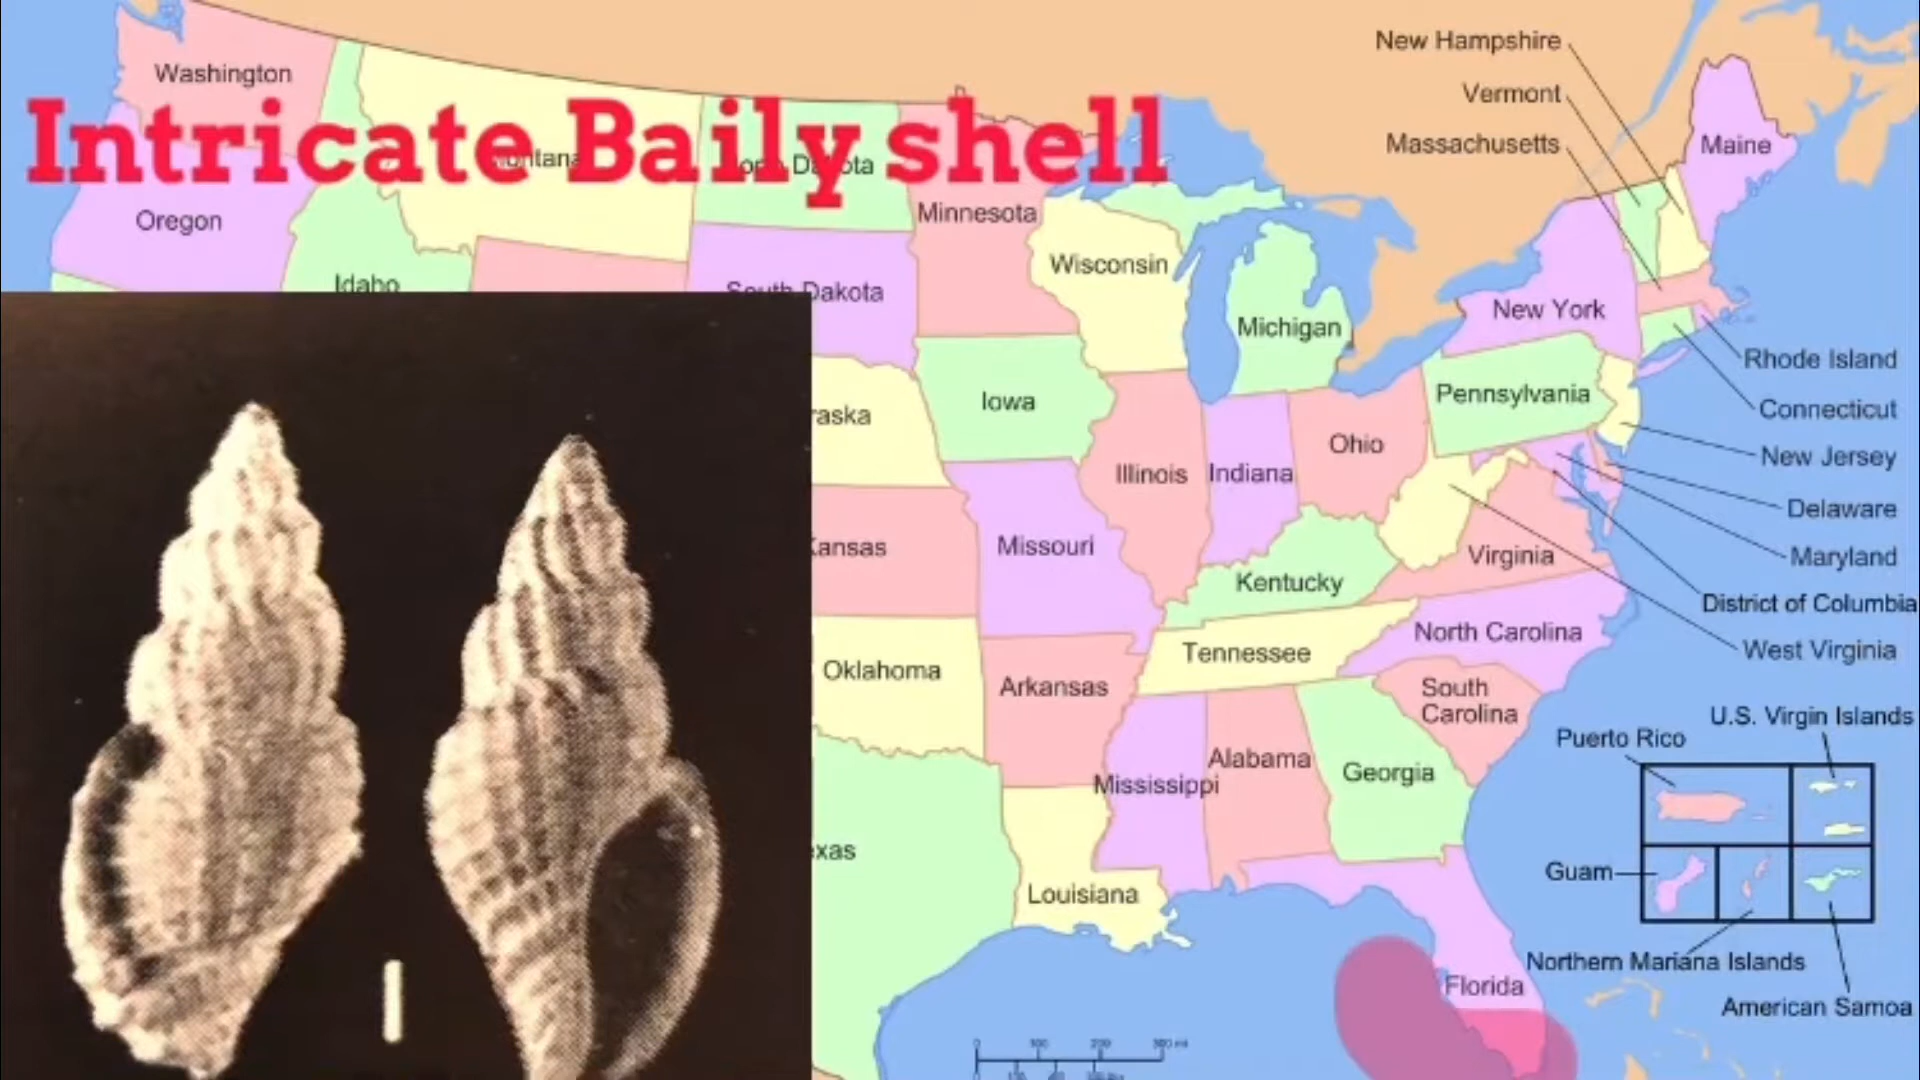 Intricate Baily shell
Washington
Oregon
Idaho
South Dakota
Minnesota
Wisconsin
Michigan
Iowa
Illinois
Indiana
Ohio
Missouri
Kentucky
Tennessee
Oklahoma
Arkansas
Mississippi
Alabama
Georgia
Louisiana
Florida
South
Carolina
North Carolina
Virginia
Pennsylvania
New York
Maine
New Hampshire
Vermont
Massachusetts
Rhode Island
Connecticut
New Jersey
Delaware
Maryland
District of Columbia
West Virginia
U.S. Virgin Islands
Puerto Rico
Guam
Northern Mariana Islands
American Samoa